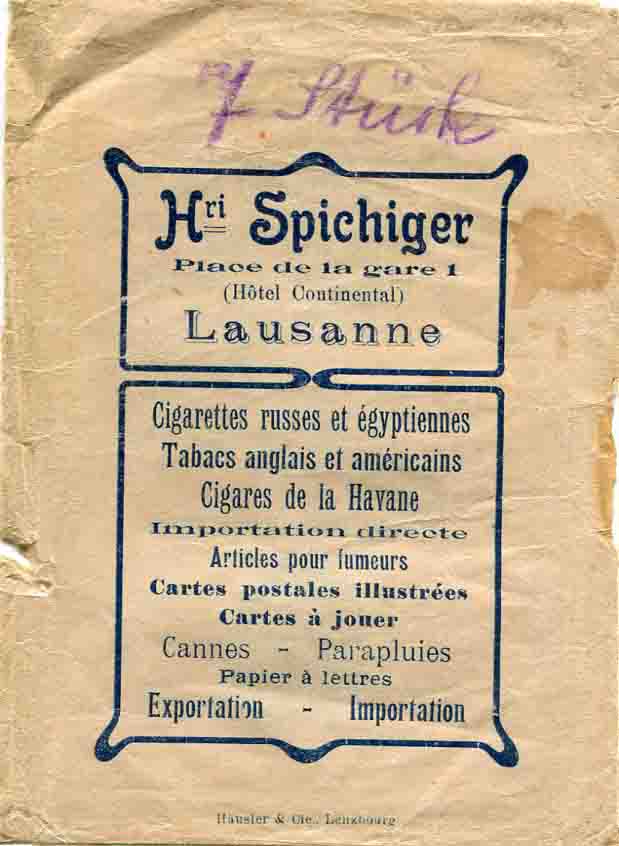 7 Stück
Hri Spichiger
Place de la gare 1
(Hôtel Continental)
Lausanne
Cigarettes russes et égyptiennes
Tabacs anglais et américains
Cigares de la Havane
Importation directe
Articles pour fumeurs
Cartes postales illustrées
Cartes à jouer
Cannes - Parapluies
Papier à lettres
Exportation - Importation
Häusler & Cie., Lenzbourg